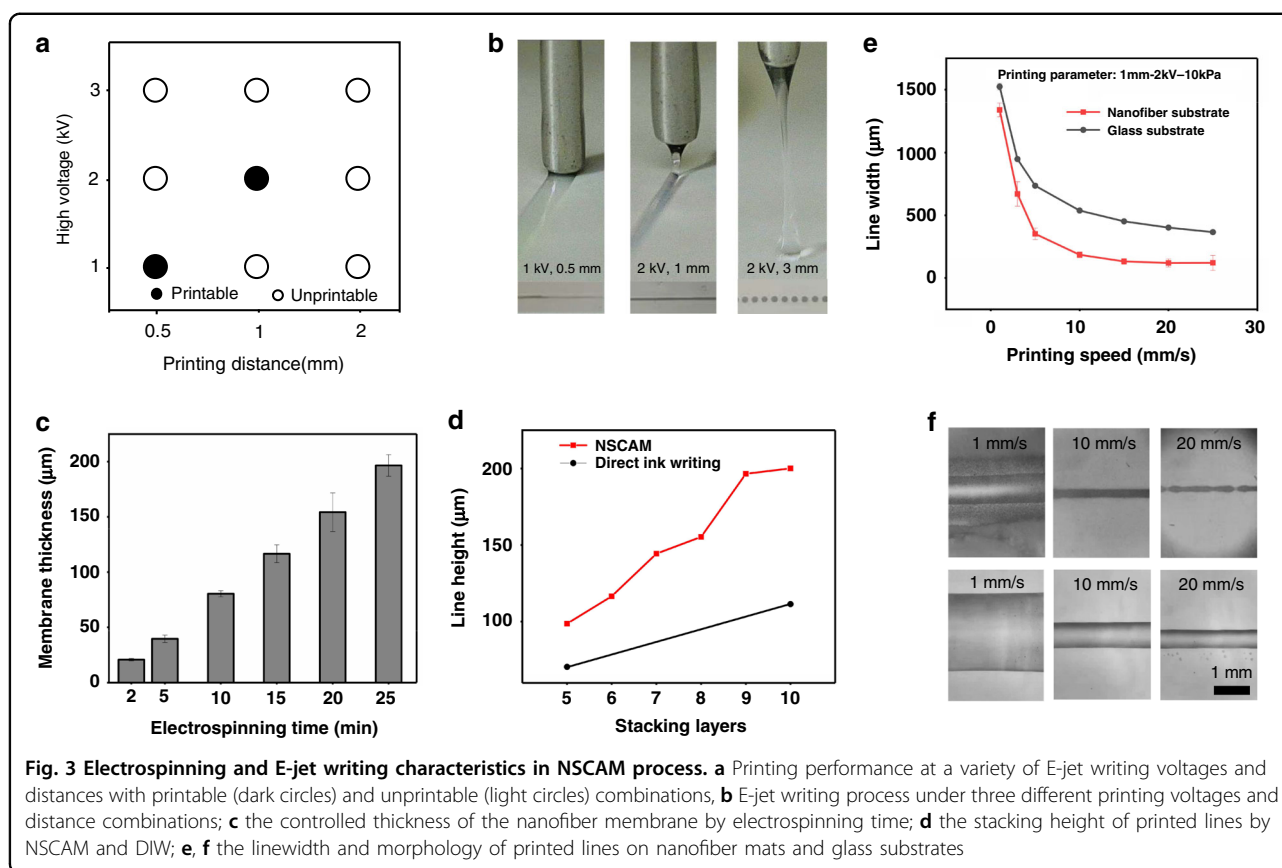 a
3
2
1
High voltage (kV)
Printable
Unprintable
0.5
1
2
Printing distance(mm)
b
1 kV, 0.5 mm
2 kV, 1 mm
2 kV, 3 mm
e
Printing parameter: 1mm-2kV–10kPa
Nanofiber substrate
Glass substrate
1500
1000
500
0
Line width (µm)
0
10
20
30
Printing speed (mm/s)
c
200
150
100
50
0
Membrane thickness (µm)
2
5
10
15
20
25
Electrospinning time (min)
d
NSCAM
Direct ink writing
200
150
100
Line height (µm)
5
6
7
8
9
10
Stacking layers
f
1 mm/s
10 mm/s
20 mm/s
1 mm/s
10 mm/s
20 mm/s
1 mm
Fig. 3 Electrospinning and E-jet writing characteristics in NSCAM process. a Printing performance at a variety of E-jet writing voltages and
distances with printable (dark circles) and unprintable (light circles) combinations, b E-jet writing process under three different printing voltages and
distance combinations; c the controlled thickness of the nanofiber membrane by electrospinning time; d the stacking height of printed lines by
NSCAM and DIW; e, f the linewidth and morphology of printed lines on nanofiber mats and glass substrates